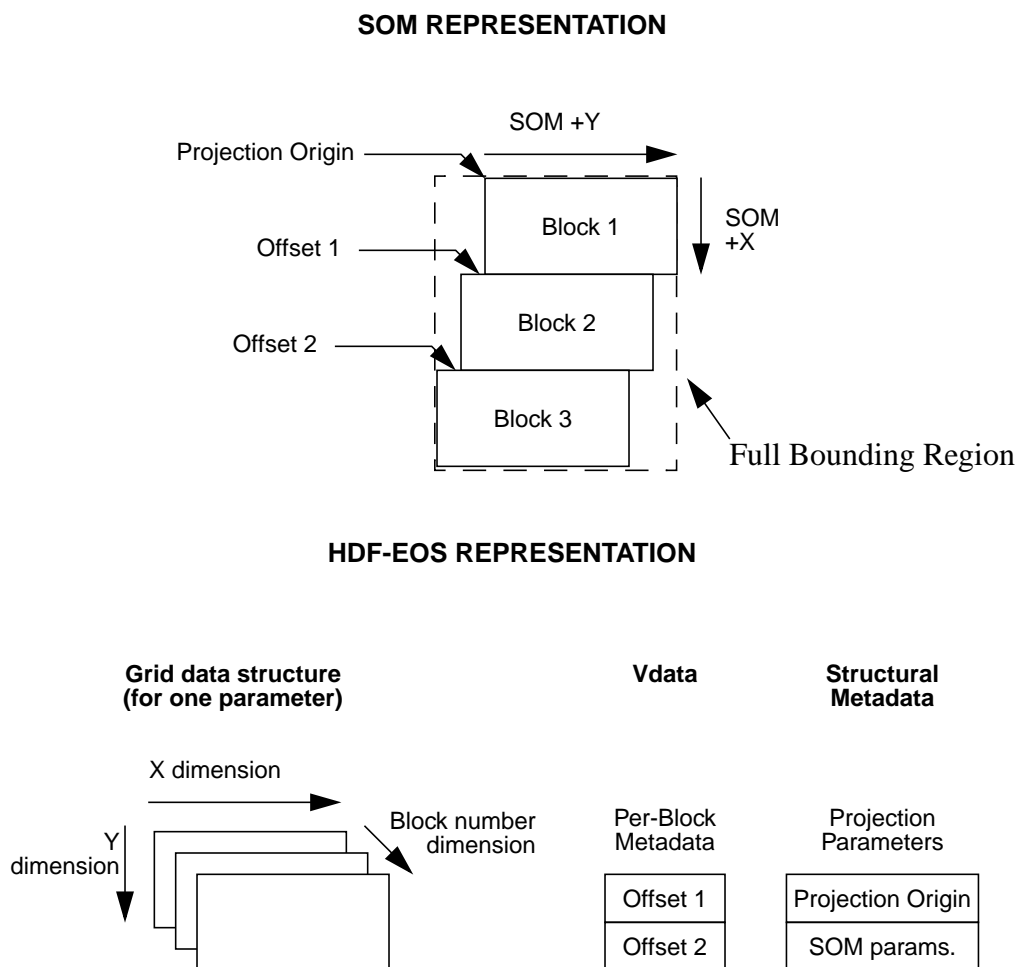 SOM REPRESENTATION
SOM +Y
Projection Origin
Block 1
SOM
+X
Offset 1
Block 2
Offset 2
Block 3
Full Bounding Region
HDF-EOS REPRESENTATION
Grid data structure
(for one parameter)
Vdata
Structural
Metadata
X dimension
Y
dimension
Block number
dimension
Per-Block
Metadata
Projection
Parameters
Offset 1
Projection Origin
Offset 2
SOM params.